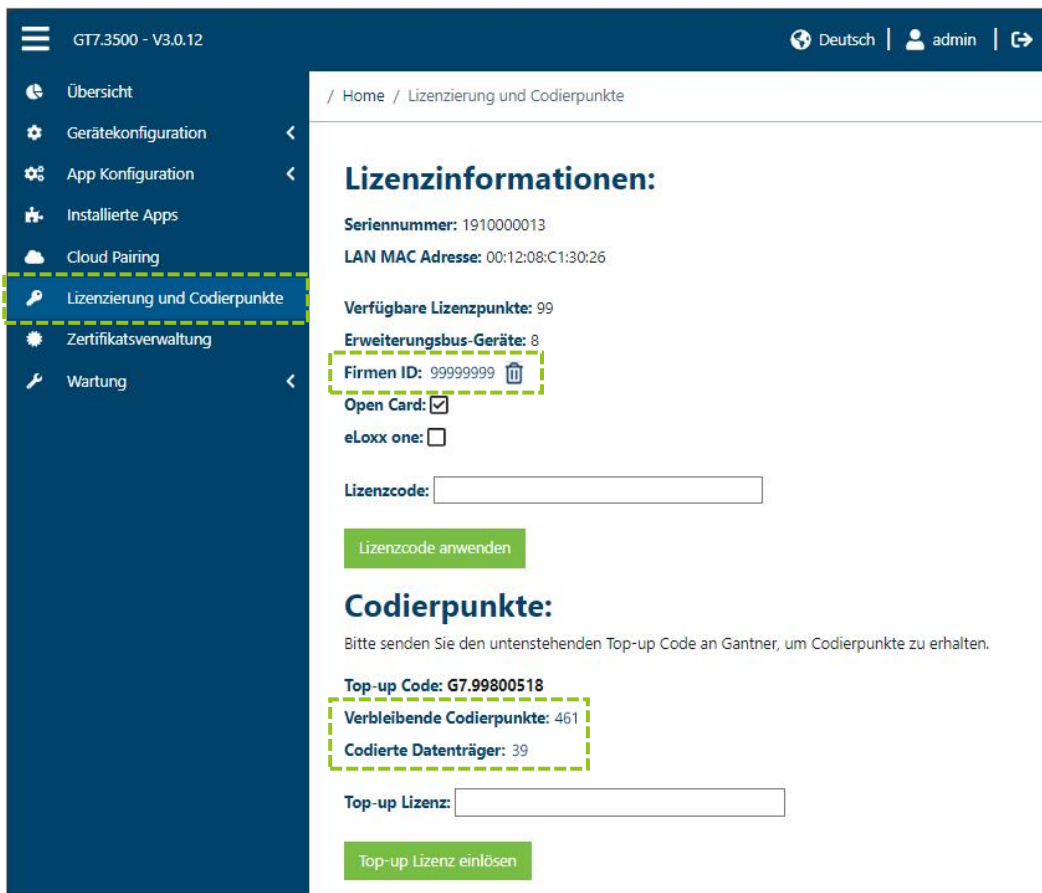 GT7.3500 - V3.0.12
Deutsch | admin |
Übersicht
Gerätekonfiguration
App Konfiguration
Installierte Apps
Cloud Pairing
Lizenzierung und Codierpunkte
Zertifikatsverwaltung
Wartung
/ Home / Lizenzierung und Codierpunkte
Lizenzinformationen:
Seriennummer: 1910000013
LAN MAC Adresse: 00:12:08:C1:30:26
Verfügbare Lizenzpunkte: 99
Erweiterungsbus-Geräte: 8
Firmen ID: 99999999
Open Card:
eLoxx one:
Lizenzcode:
Lizenzcode anwenden
Codierpunkte:
Bitte senden Sie den untenstehenden Top-up Code an Gantner, um Codierpunkte zu erhalten.
Top-up Code: G7.99800518
Verbleibende Codierpunkte: 461
Codierte Datenträger: 39
Top-up Lizenz:
Top-up Lizenz einlösen